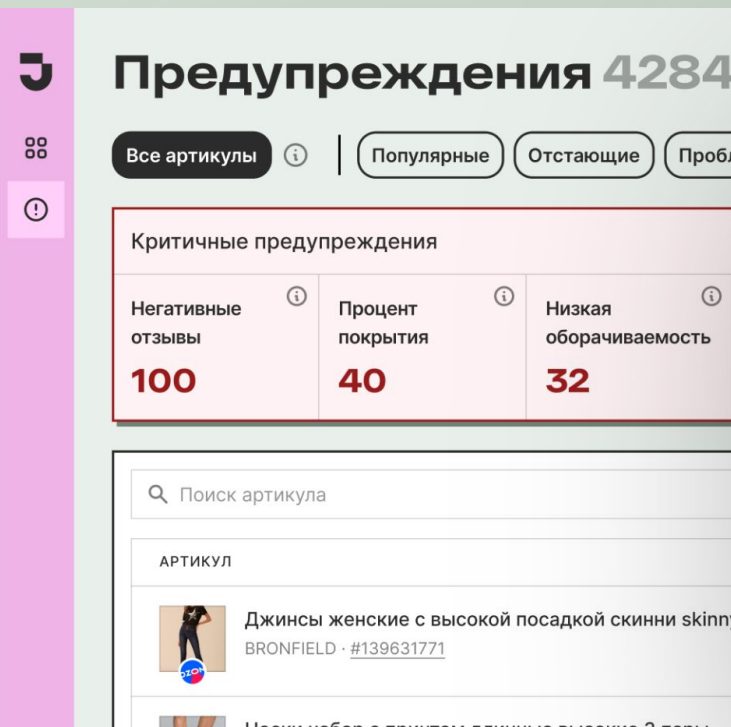 Предупреждения 4284
Все артикулы
Популярные
Отстающие
Критичные предупреждения
Негативные
отзывы
100
Процент
покрытия
40
Низкая
оборачиваемость
32
Поиск артикула
АРТИКУЛ
Джинсы женские с высокой посадкой скинни skinny
BRONFIELD · #139631771
OZON